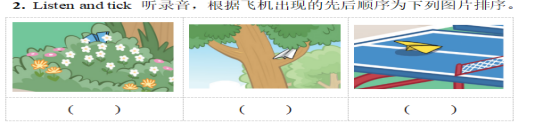 2. Listen and tick 听录音，根据飞机出现的先后顺序为下列图片排序。
( ) ( ) ( )